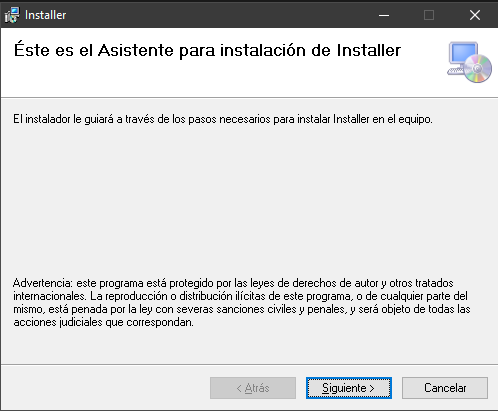 Installer
Éste es el Asistente para instalación de Installer
El instalador le guiará a través de los pasos necesarios para instalar Installer en el equipo.
Advertencia: este programa está protegido por las leyes de derechos de autor y otros tratados
internacionales. La reproducción o distribución ilícitas de este programa, o de cualquier parte del
mismo, está penada por la ley con severas sanciones civiles y penales, y será objeto de todas las
acciones judiciales que correspondan.
< Atrás
Siguiente >
Cancelar